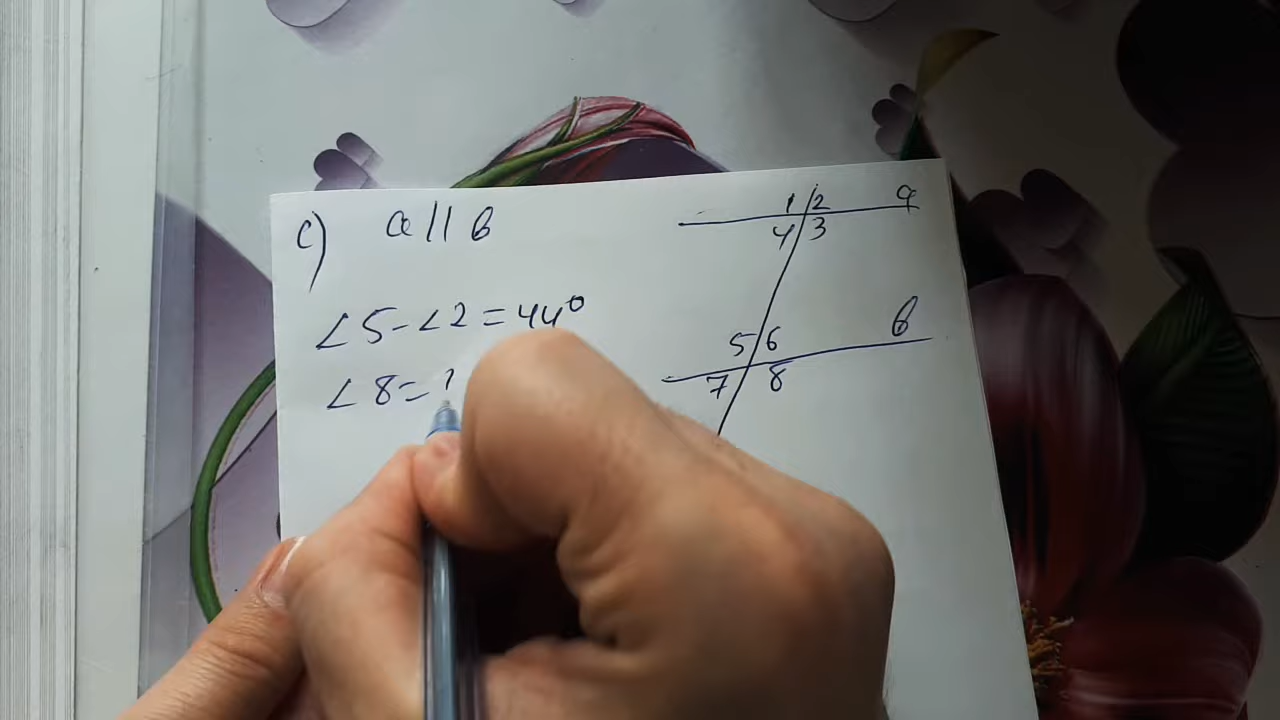 c) a || b
∠5-∠2=44°
∠8=?
1 2 a
4 3
5 6 b
7 8